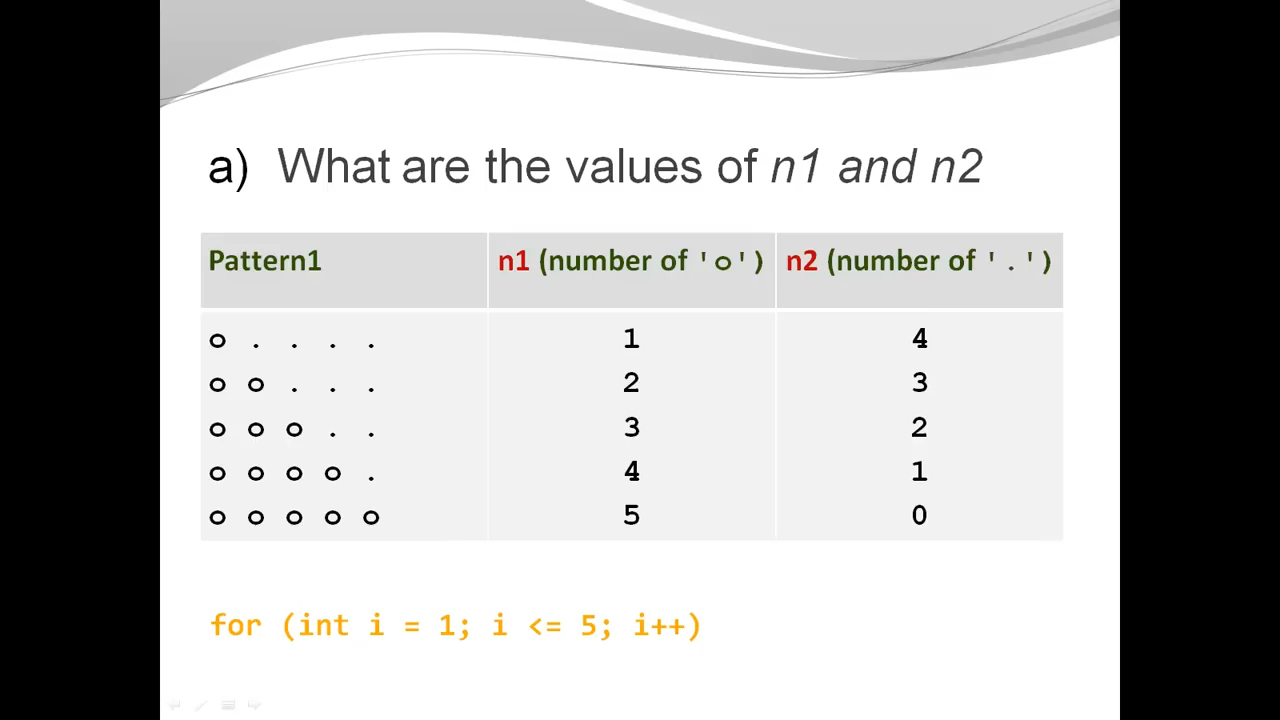 a) What are the values of n1 and n2
Pattern1 n1 (number of 'o') n2 (number of '.')
o . . . . 1 4
o o . . . 2 3
o o o . . 3 2
o o o o . 4 1
o o o o o 5 0
for (int i = 1; i <= 5; i++)